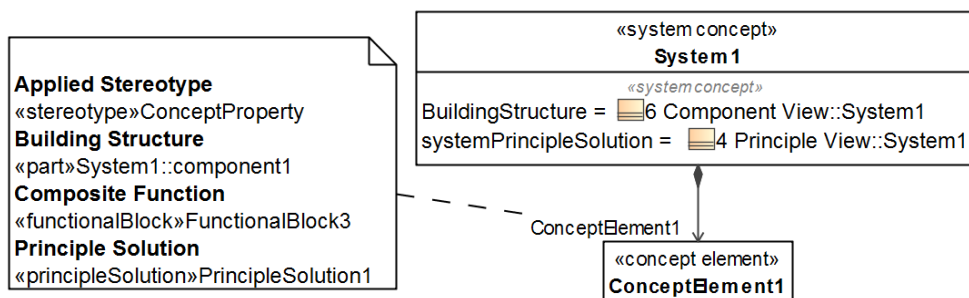 Applied Stereotype
«stereotype»ConceptProperty
Building Structure
«part»System1::component1
Composite Function
«functionalBlock»FunctionalBlock3
Principle Solution
«principleSolution»PrincipleSolution1
«system concept»
System1
«system concept»
BuildingStructure = 6 Component View::System1
systemPrincipleSolution = 4 Principle View::System1
ConceptElement1
«concept element»
ConceptElement1